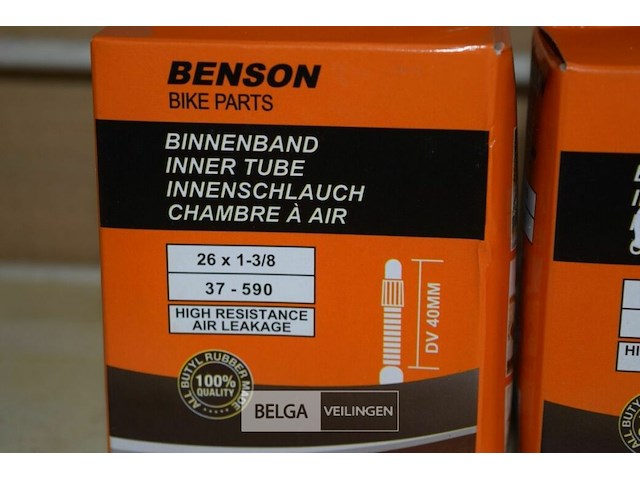 BENSON
BIKE PARTS
BINNENBAND
INNER TUBE
INNENSCHLAUCH
CHAMBRE À AIR
26 x 1-3/8
37 - 590
HIGH RESISTANCE
AIR LEAKAGE
DV 40MM
ALL BUTYL RUBBER MADE
100%
QUALITY
BELGA VEILINGEN
HI